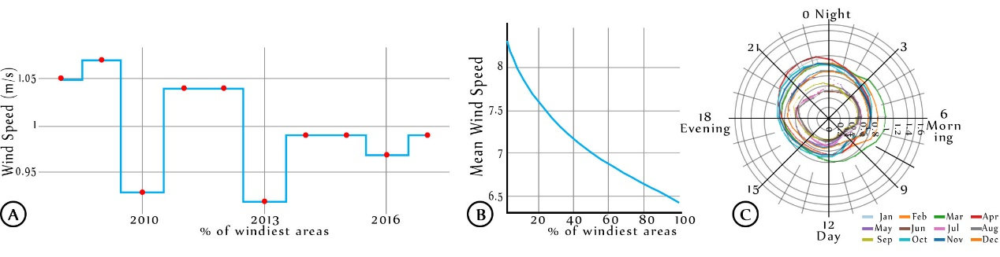 Wind Speed (m/s)
1.05
1
0.95
2010 2013 2016
% of windiest areas
A
Mean Wind Speed
8
7.5
7
6.5
20 40 60 80 100
% of windiest areas
B
0 Night
21 3
18 6
Evening Morn
ing
0 0.8 1 1.2 1.4 1.6
15 9
12
Day
C
Jan Feb Mar Apr
May Jun Jul Aug
Sep Oct Nov Dec